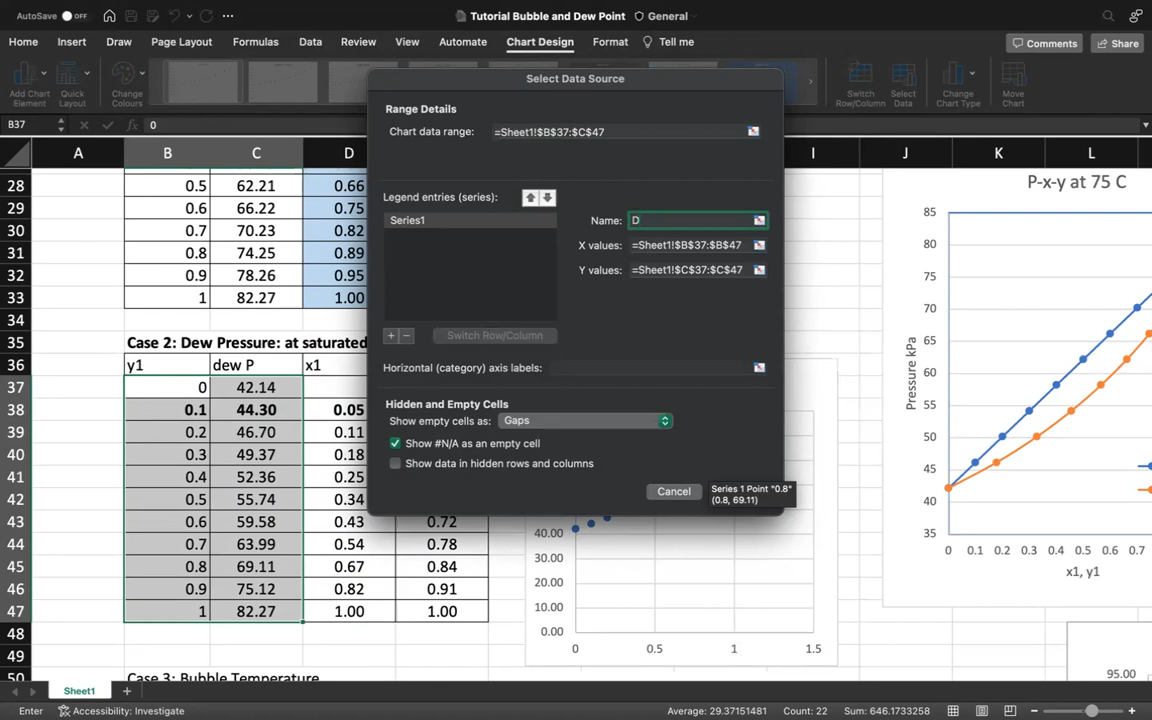 AutoSave OFF
Tutorial Bubble and Dew Point General
Home Insert Draw Page Layout Formulas Data Review View Automate Chart Design Format Tell me Comments Share
Add Chart Element
Quick Layout
Change Colours
Switch Row/Column
Select Data
Change Chart Type
Move Chart
B37 fx 0
A B C D I J K L
28 0.5 62.21 0.66
29 0.6 66.22 0.75
30 0.7 70.23 0.82
31 0.8 74.25 0.89
32 0.9 78.26 0.95
33 1 82.27 1.00
34
35 Case 2: Dew Pressure: at saturated
36 y1 dew P x1
37 0 42.14
38 0.1 44.30 0.05
39 0.2 46.70 0.11
40 0.3 49.37 0.18
41 0.4 52.36 0.25
42 0.5 55.74 0.34
43 0.6 59.58 0.43 0.72
44 0.7 63.99 0.54 0.78
45 0.8 69.11 0.67 0.84
46 0.9 75.12 0.82 0.91
47 1 82.27 1.00 1.00
48
49
50 Case 3: Bubble Temperature
Select Data Source
Range Details
Chart data range: =Sheet1!$B$37:$C$47
Legend entries (series):
Series1
Name: D
X values: =Sheet1!$B$37:$B$47
Y values: =Sheet1!$C$37:$C$47
+ − Switch Row/Column
Horizontal (category) axis labels:
Hidden and Empty Cells
Show empty cells as: Gaps
Show #N/A as an empty cell
Show data in hidden rows and columns
Cancel
Series 1 Point "0.8"
(0.8, 69.11)
40.00
30.00
20.00
10.00
0.00
0 0.5 1 1.5
P-x-y at 75 C
85
80
75
70
65
60
55
50
45
40
35
Pressure kPa
0 0.1 0.2 0.3 0.4 0.5 0.6 0.7
x1, y1
95.00
Sheet1 +
Enter Accessibility: Investigate Average: 29.37151481 Count: 22 Sum: 646.1733258